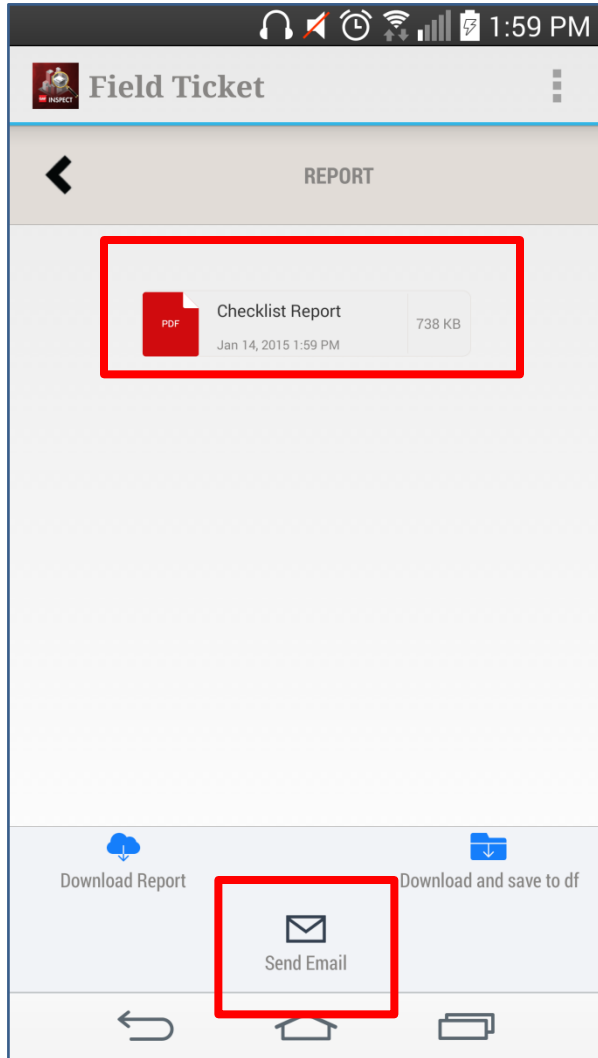 1:59 PM
INSPECT
Field Ticket
REPORT
PDF
Checklist Report
738 KB
Jan 14, 2015 1:59 PM
Download Report
Download and save to df
Send Email